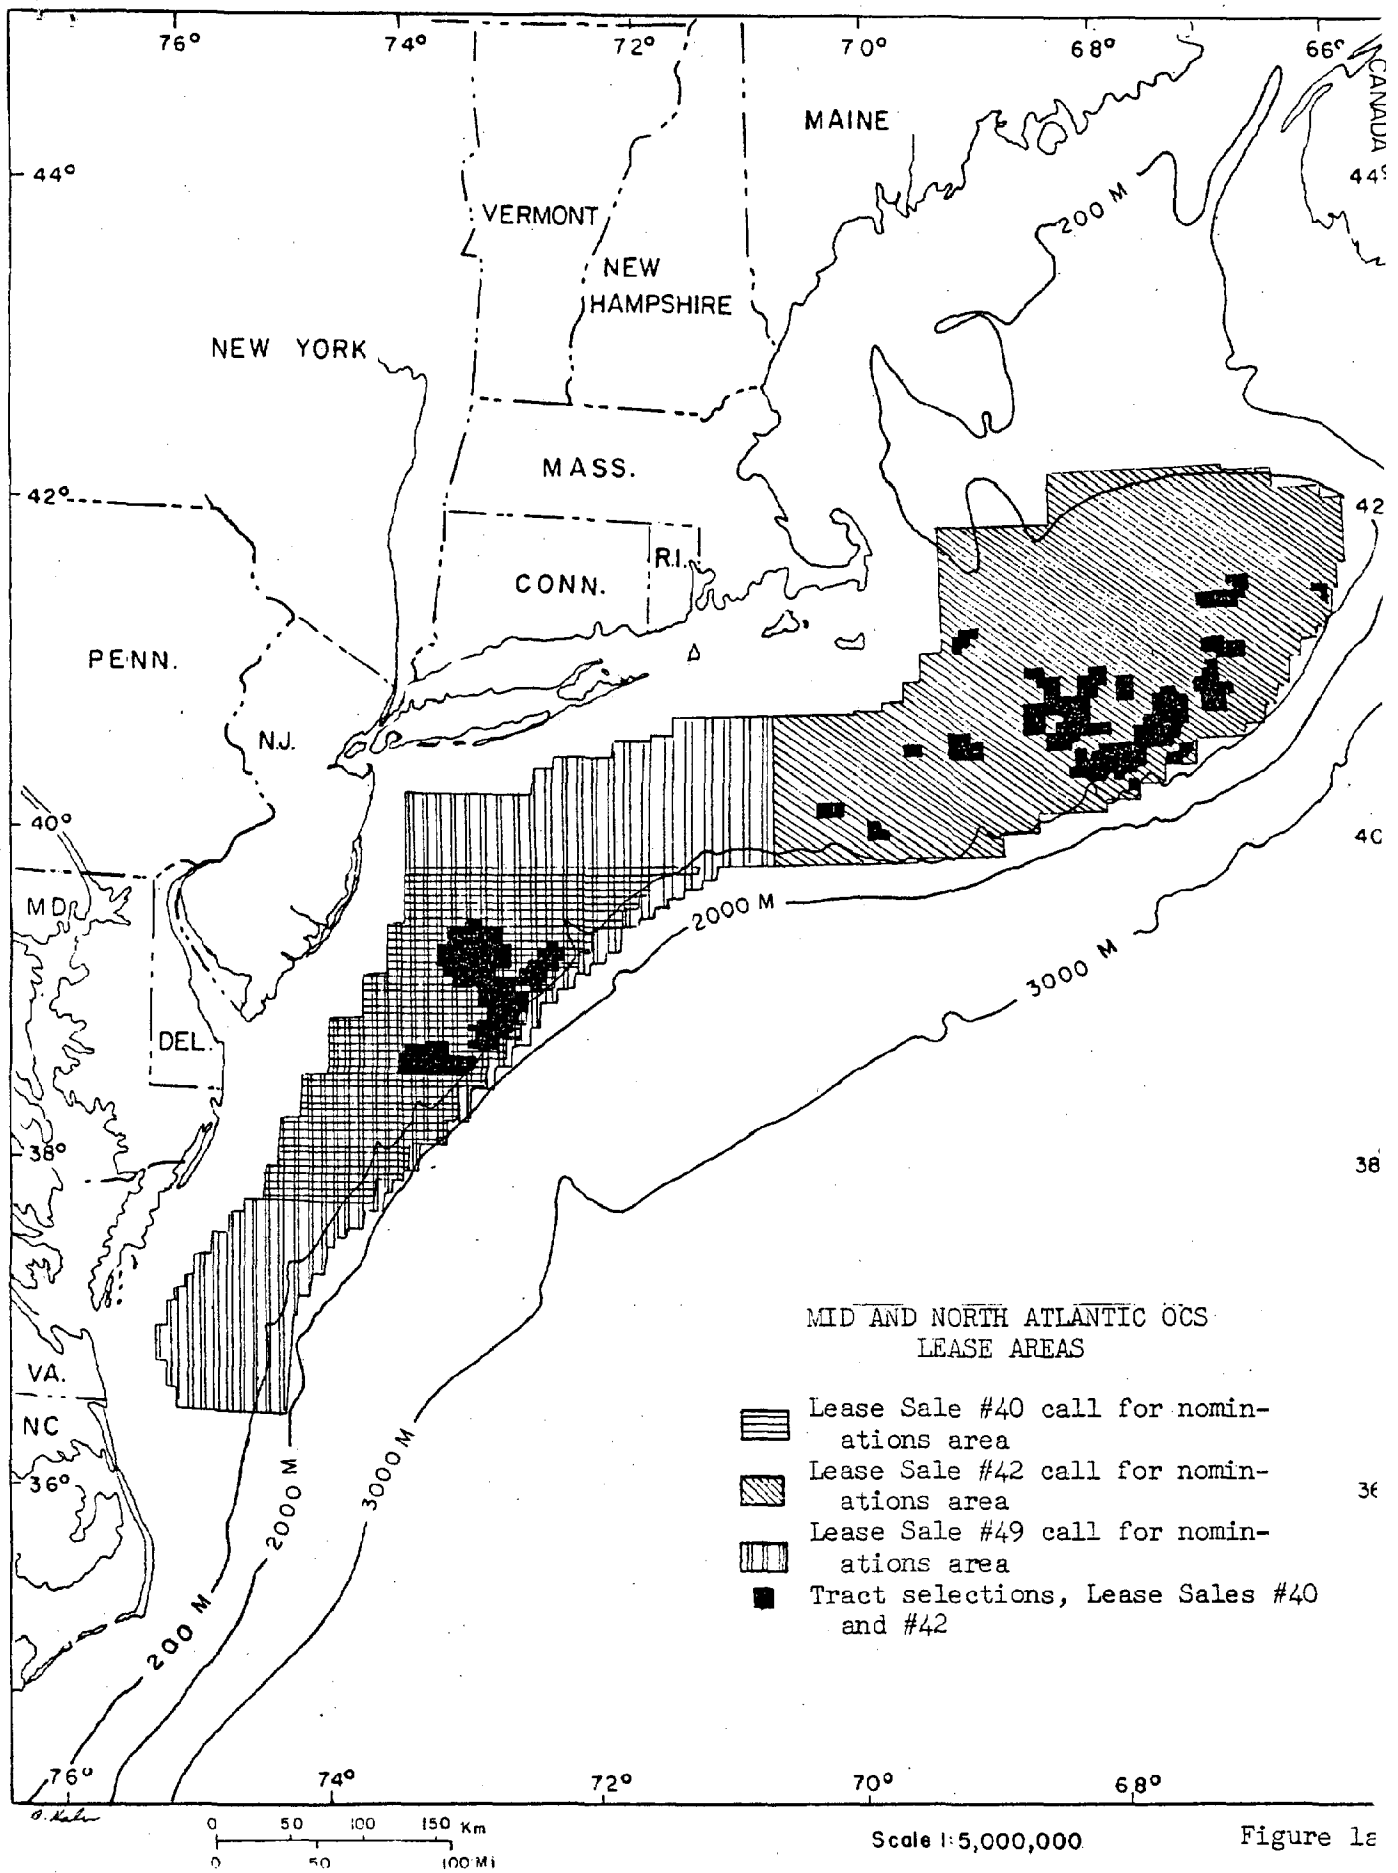 76° 74° 72° 70° 68° 66°
CANADA
MAINE
44° 44°
200 M
VERMONT
NEW
HAMPSHIRE
NEW YORK
MASS.
42° 42
R.I.
CONN.
PENN.
N.J.
40° 40
MD.
2000 M
3000 M
DEL.
38° 38
MID AND NORTH ATLANTIC OCS
LEASE AREAS
VA.
NC
Lease Sale #40 call for nomin-
ations area
Lease Sale #42 call for nomin-
ations area
36° 36
Lease Sale #49 call for nomin-
ations area
Tract selections, Lease Sales #40
and #42
3000 M
2000 M
200 M
76° 74° 72° 70° 68°
0 50 100 150 Km
0 50 100 Mi
Scale 1:5,000,000
Figure 1a